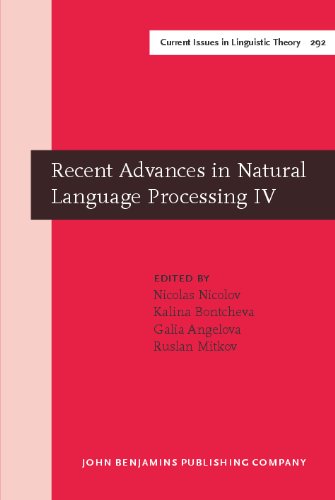 Current Issues in Linguistic Theory · 292
Recent Advances in Natural
Language Processing IV
EDITED BY
Nicolas Nicolov
Kalina Bontcheva
Galia Angelova
Ruslan Mitkov
JOHN BENJAMINS PUBLISHING COMPANY